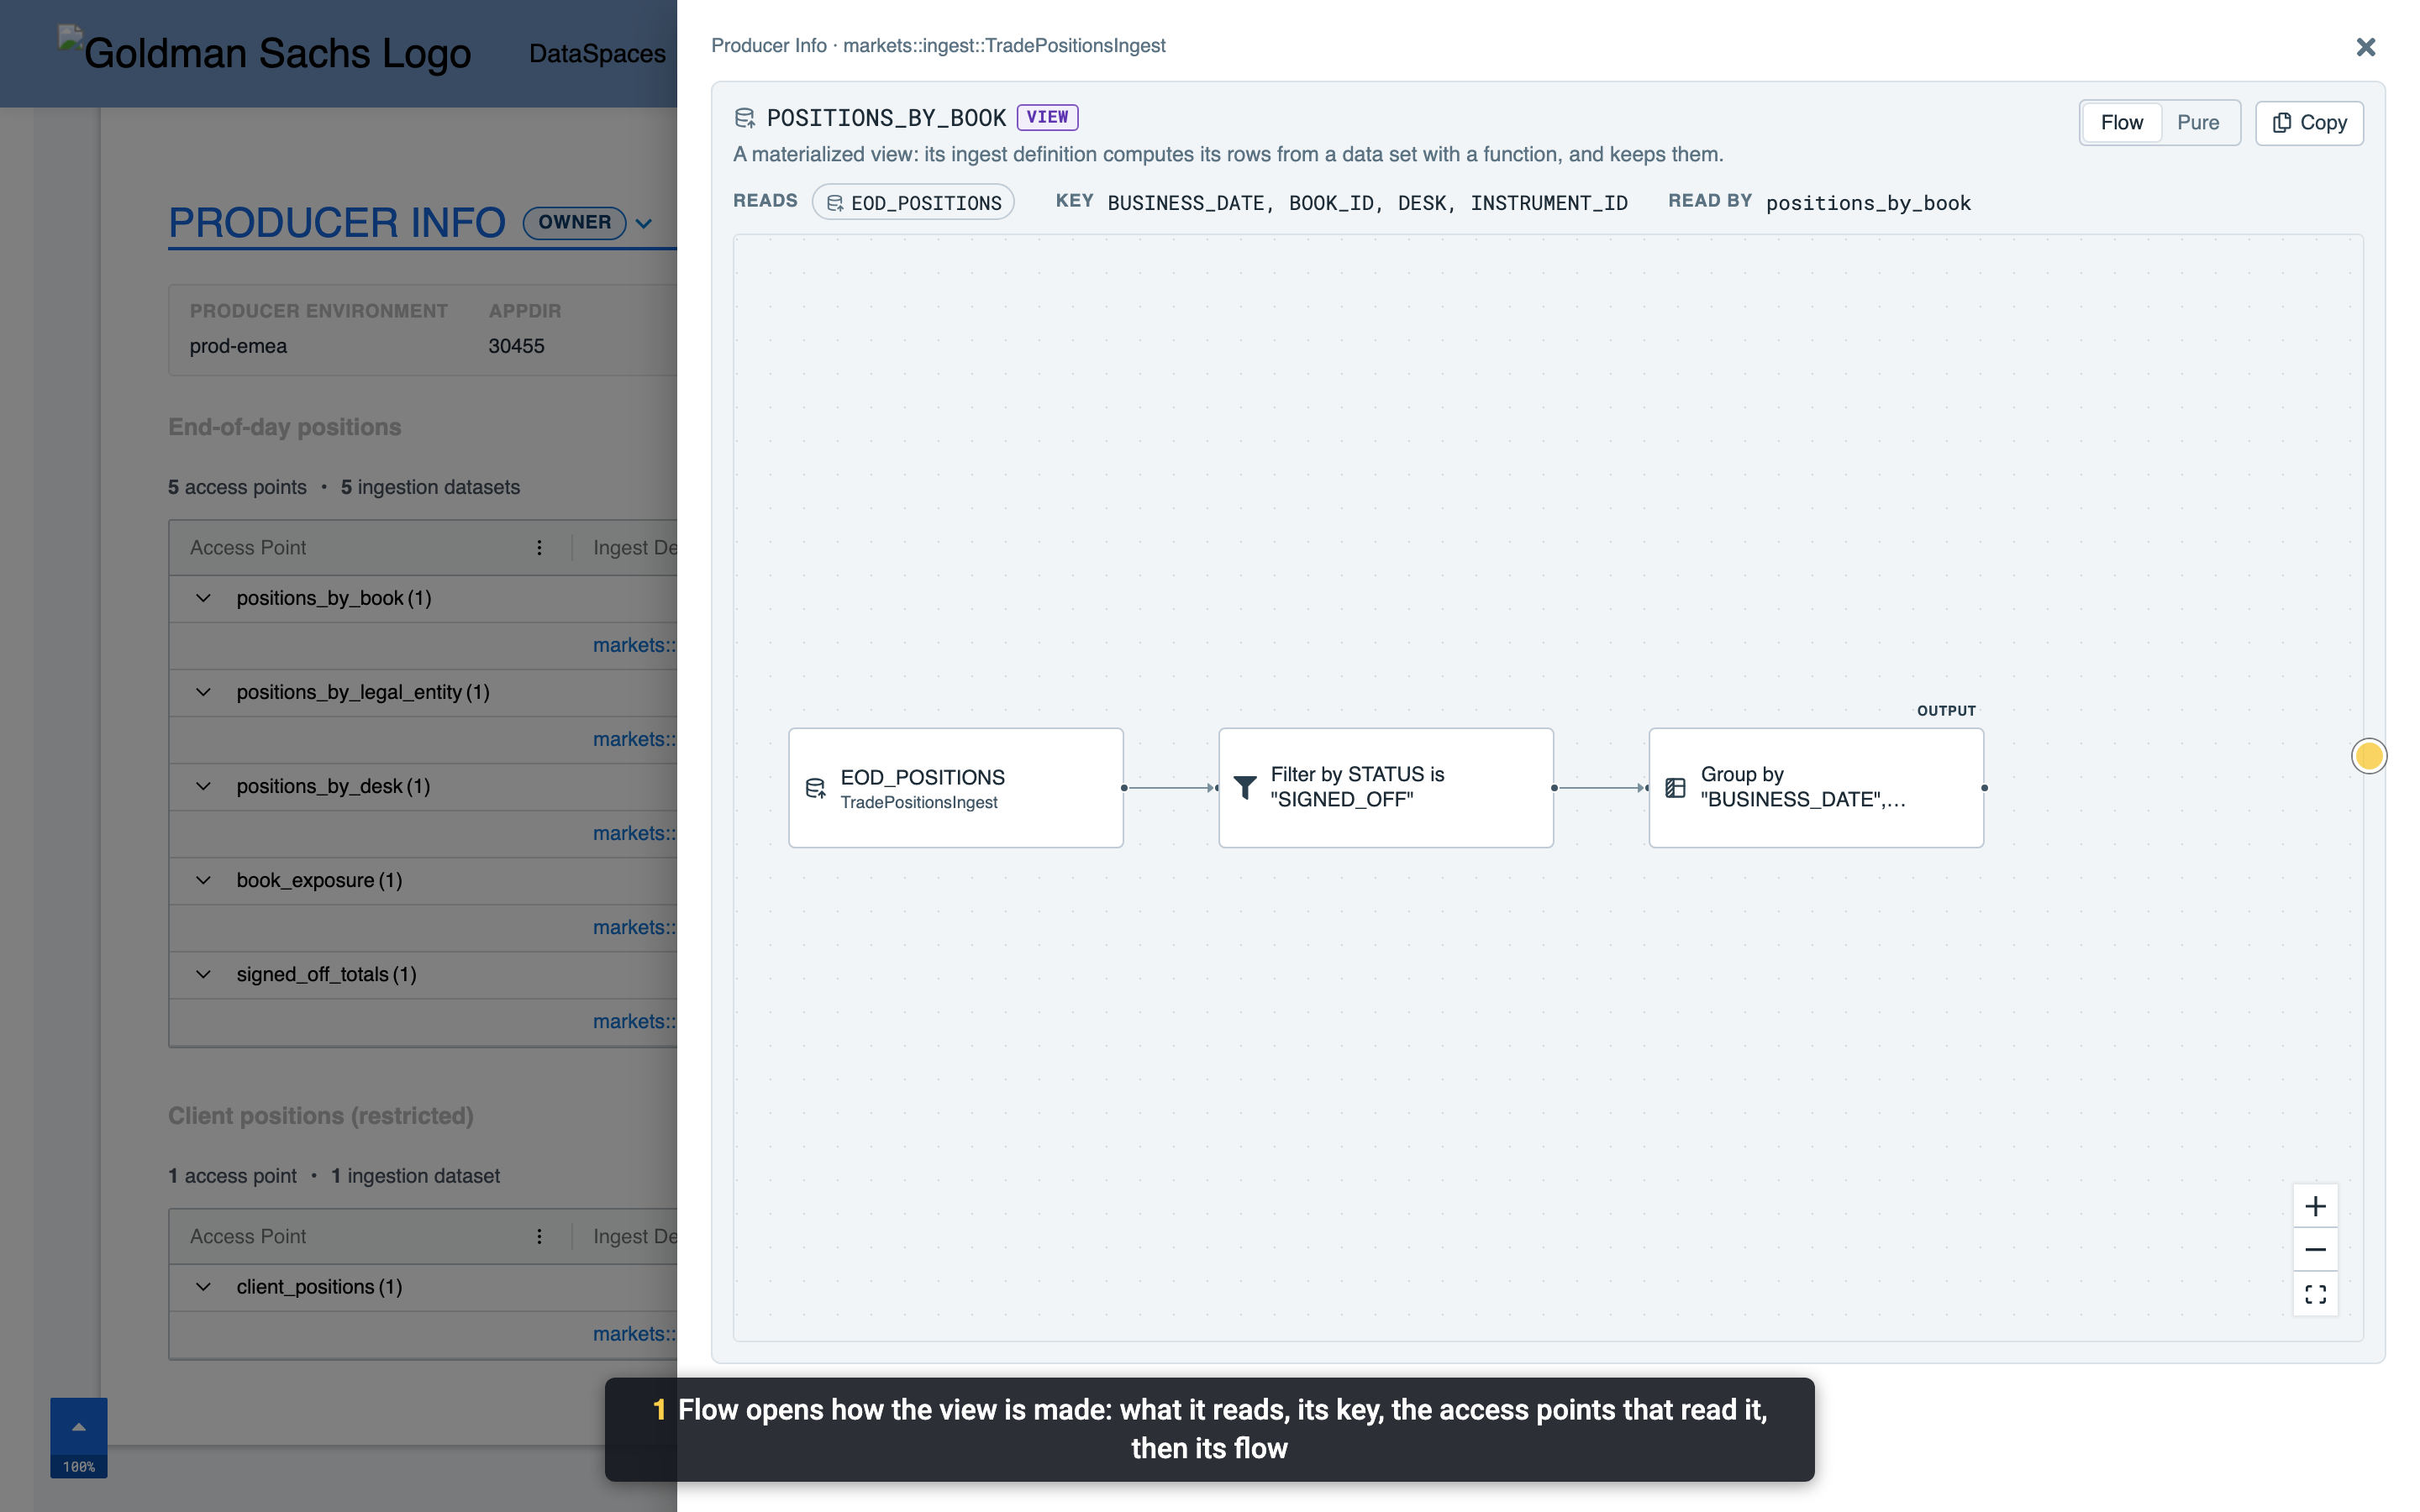 Goldman Sachs Logo
DataSpaces
PRODUCER INFO OWNER
PRODUCER ENVIRONMENT APPDIR
prod-emea 30455
End-of-day positions
5 access points • 5 ingestion datasets
Access Point Ingest De
positions_by_book (1)
markets::
positions_by_legal_entity (1)
markets::
positions_by_desk (1)
markets::
book_exposure (1)
markets::
signed_off_totals (1)
markets::
Client positions (restricted)
1 access point • 1 ingestion dataset
Access Point Ingest De
client_positions (1)
markets::
100%
Producer Info · markets::ingest::TradePositionsIngest
POSITIONS_BY_BOOK VIEW
Flow Pure Copy
A materialized view: its ingest definition computes its rows from a data set with a function, and keeps them.
READS EOD_POSITIONS KEY BUSINESS_DATE, BOOK_ID, DESK, INSTRUMENT_ID READ BY positions_by_book
EOD_POSITIONS
TradePositionsIngest
Filter by STATUS is
"SIGNED_OFF"
OUTPUT
Group by
"BUSINESS_DATE",...
1 Flow opens how the view is made: what it reads, its key, the access points that read it,
then its flow